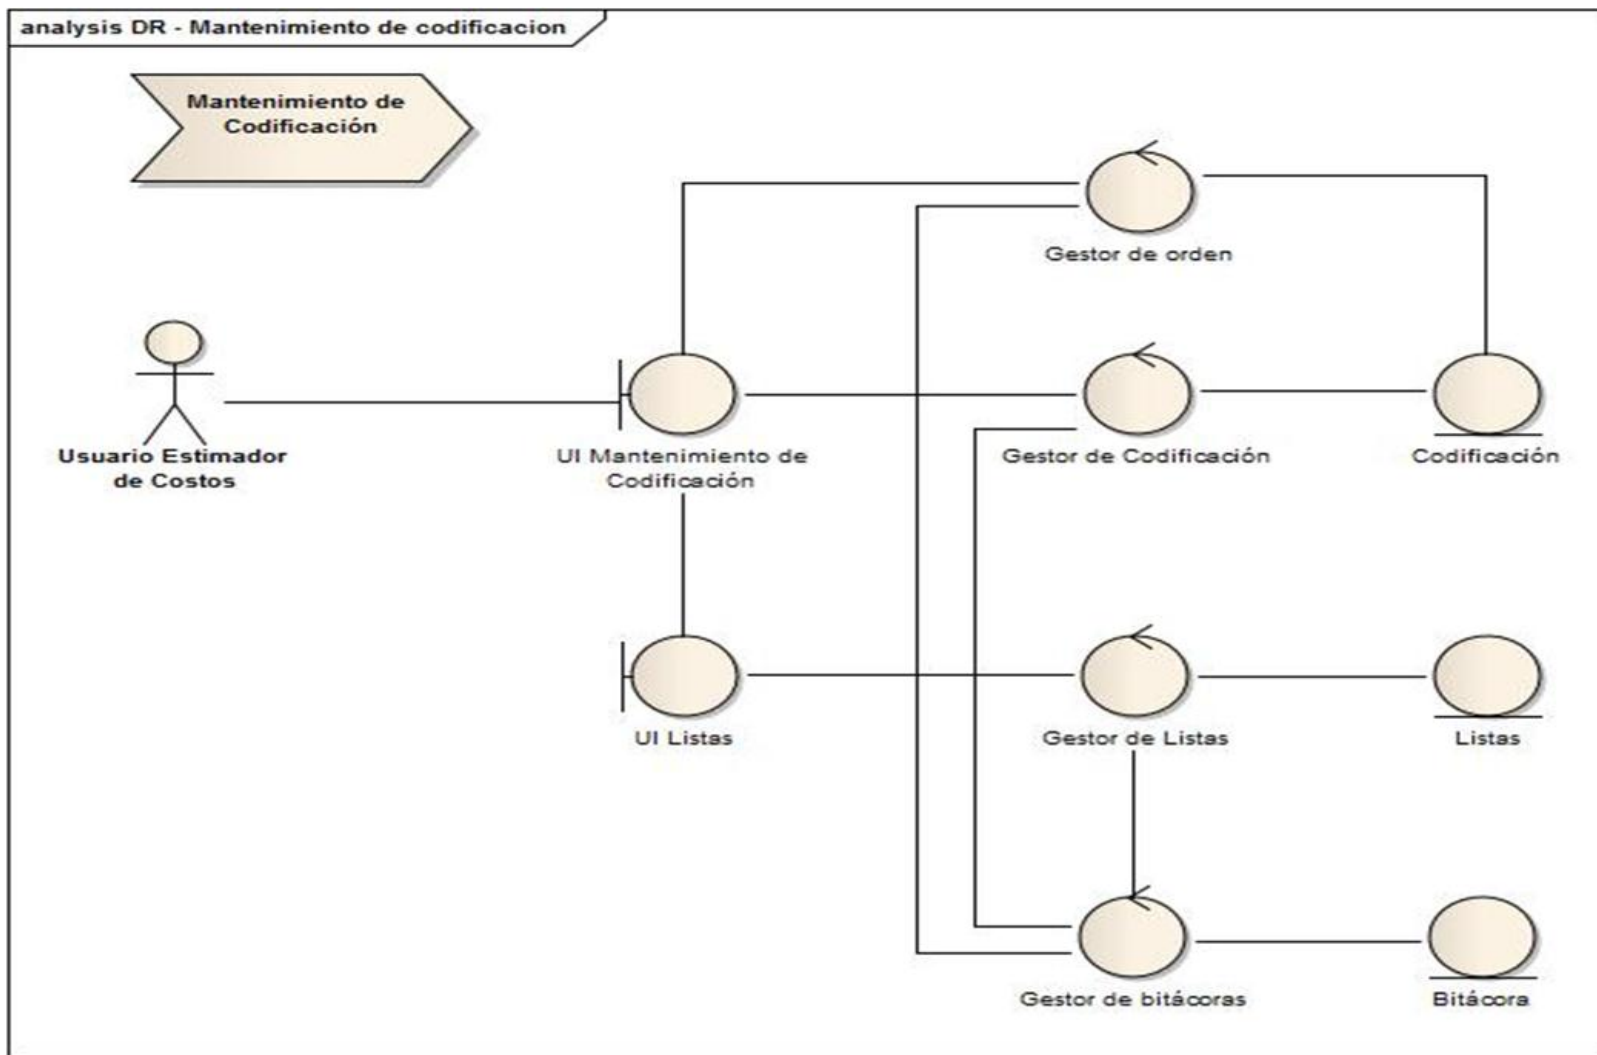 analysis DR - Mantenimiento de codificacion
Mantenimiento de
Codificación
Gestor de orden
Usuario Estimador
de Costos
UI Mantenimiento de
Codificación
Gestor de Codificación
Codificación
UI Listas
Gestor de Listas
Listas
Gestor de bitácoras
Bitácora